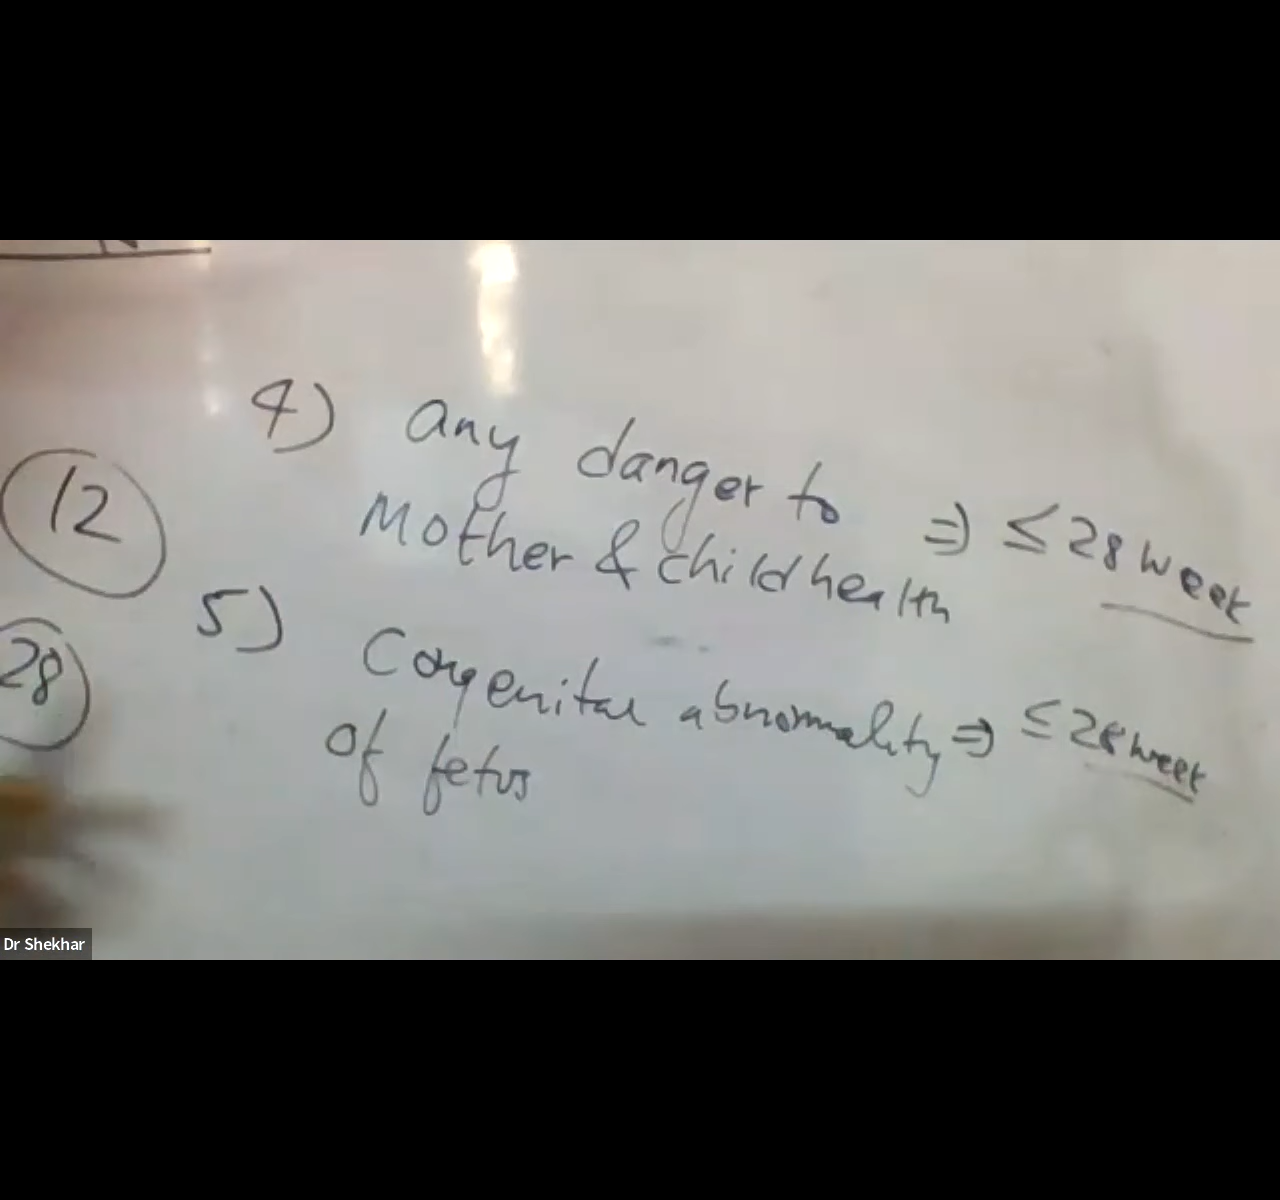 4) any danger to ⇒ ≤ 28 week
Mother & child health
12
5) Congenital abnormality ⇒ ≤ 28 week
of fetus
28
Dr Shekhar